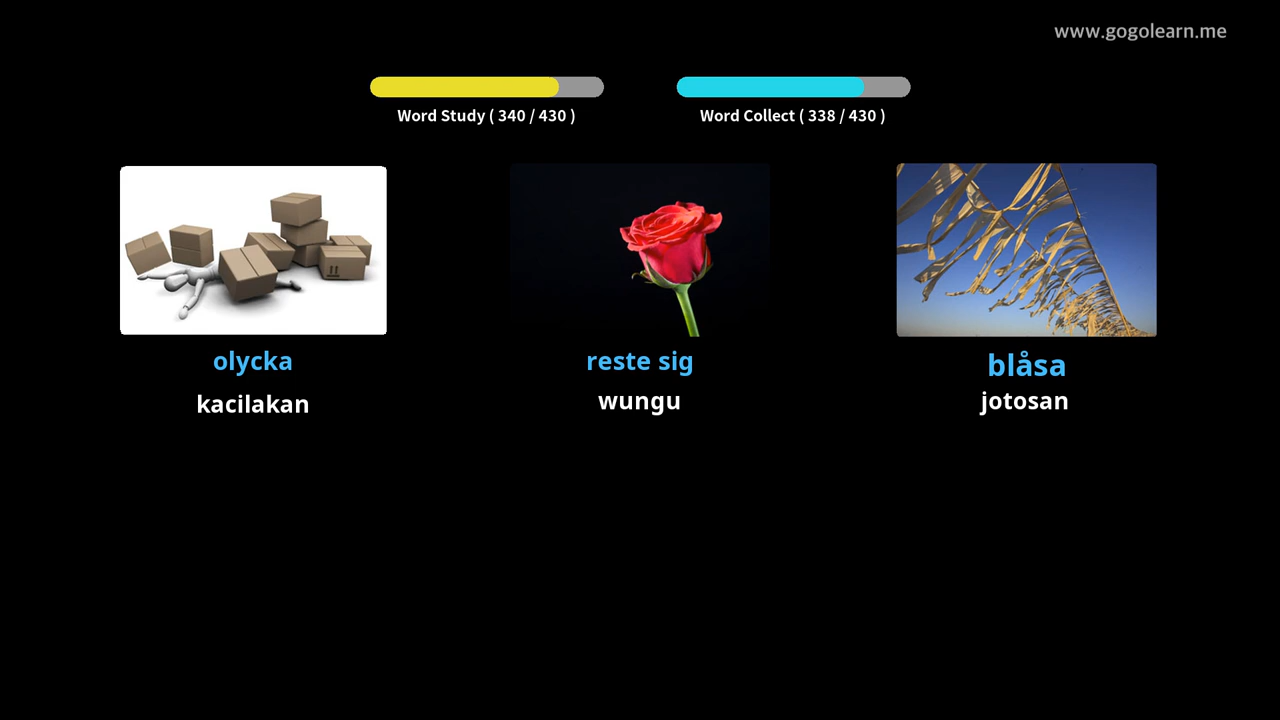 www.gogolearn.me
Word Study ( 340 / 430 )
Word Collect ( 338 / 430 )
olycka
reste sig
blåsa
kacilakan
wungu
jotosan